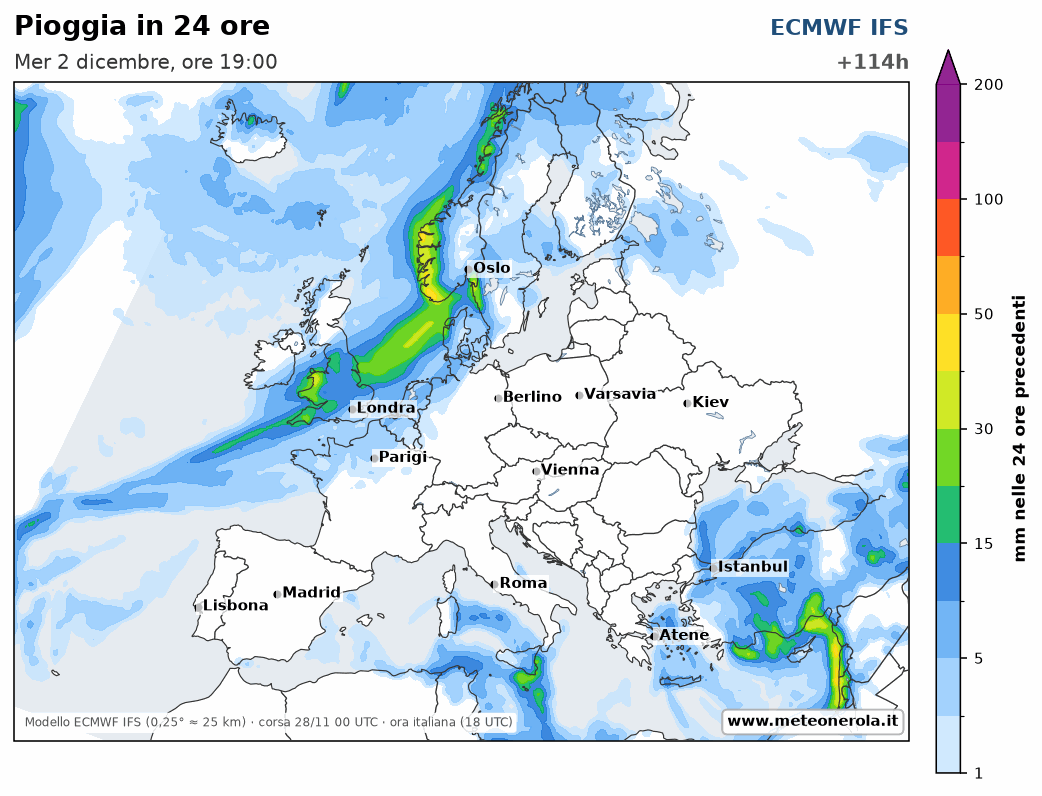 Pioggia in 24 ore
ECMWF IFS
Mer 2 dicembre, ore 19:00
+114h
Oslo
Londra
Berlino
Varsavia
Kiev
Parigi
Vienna
Istanbul
Roma
Madrid
Lisbona
Atene
Modello ECMWF IFS (0,25° ≈ 25 km) · corsa 28/11 00 UTC · ora italiana (18 UTC)
www.meteonerola.it
200
100
50
30
15
5
1
mm nelle 24 ore precedenti